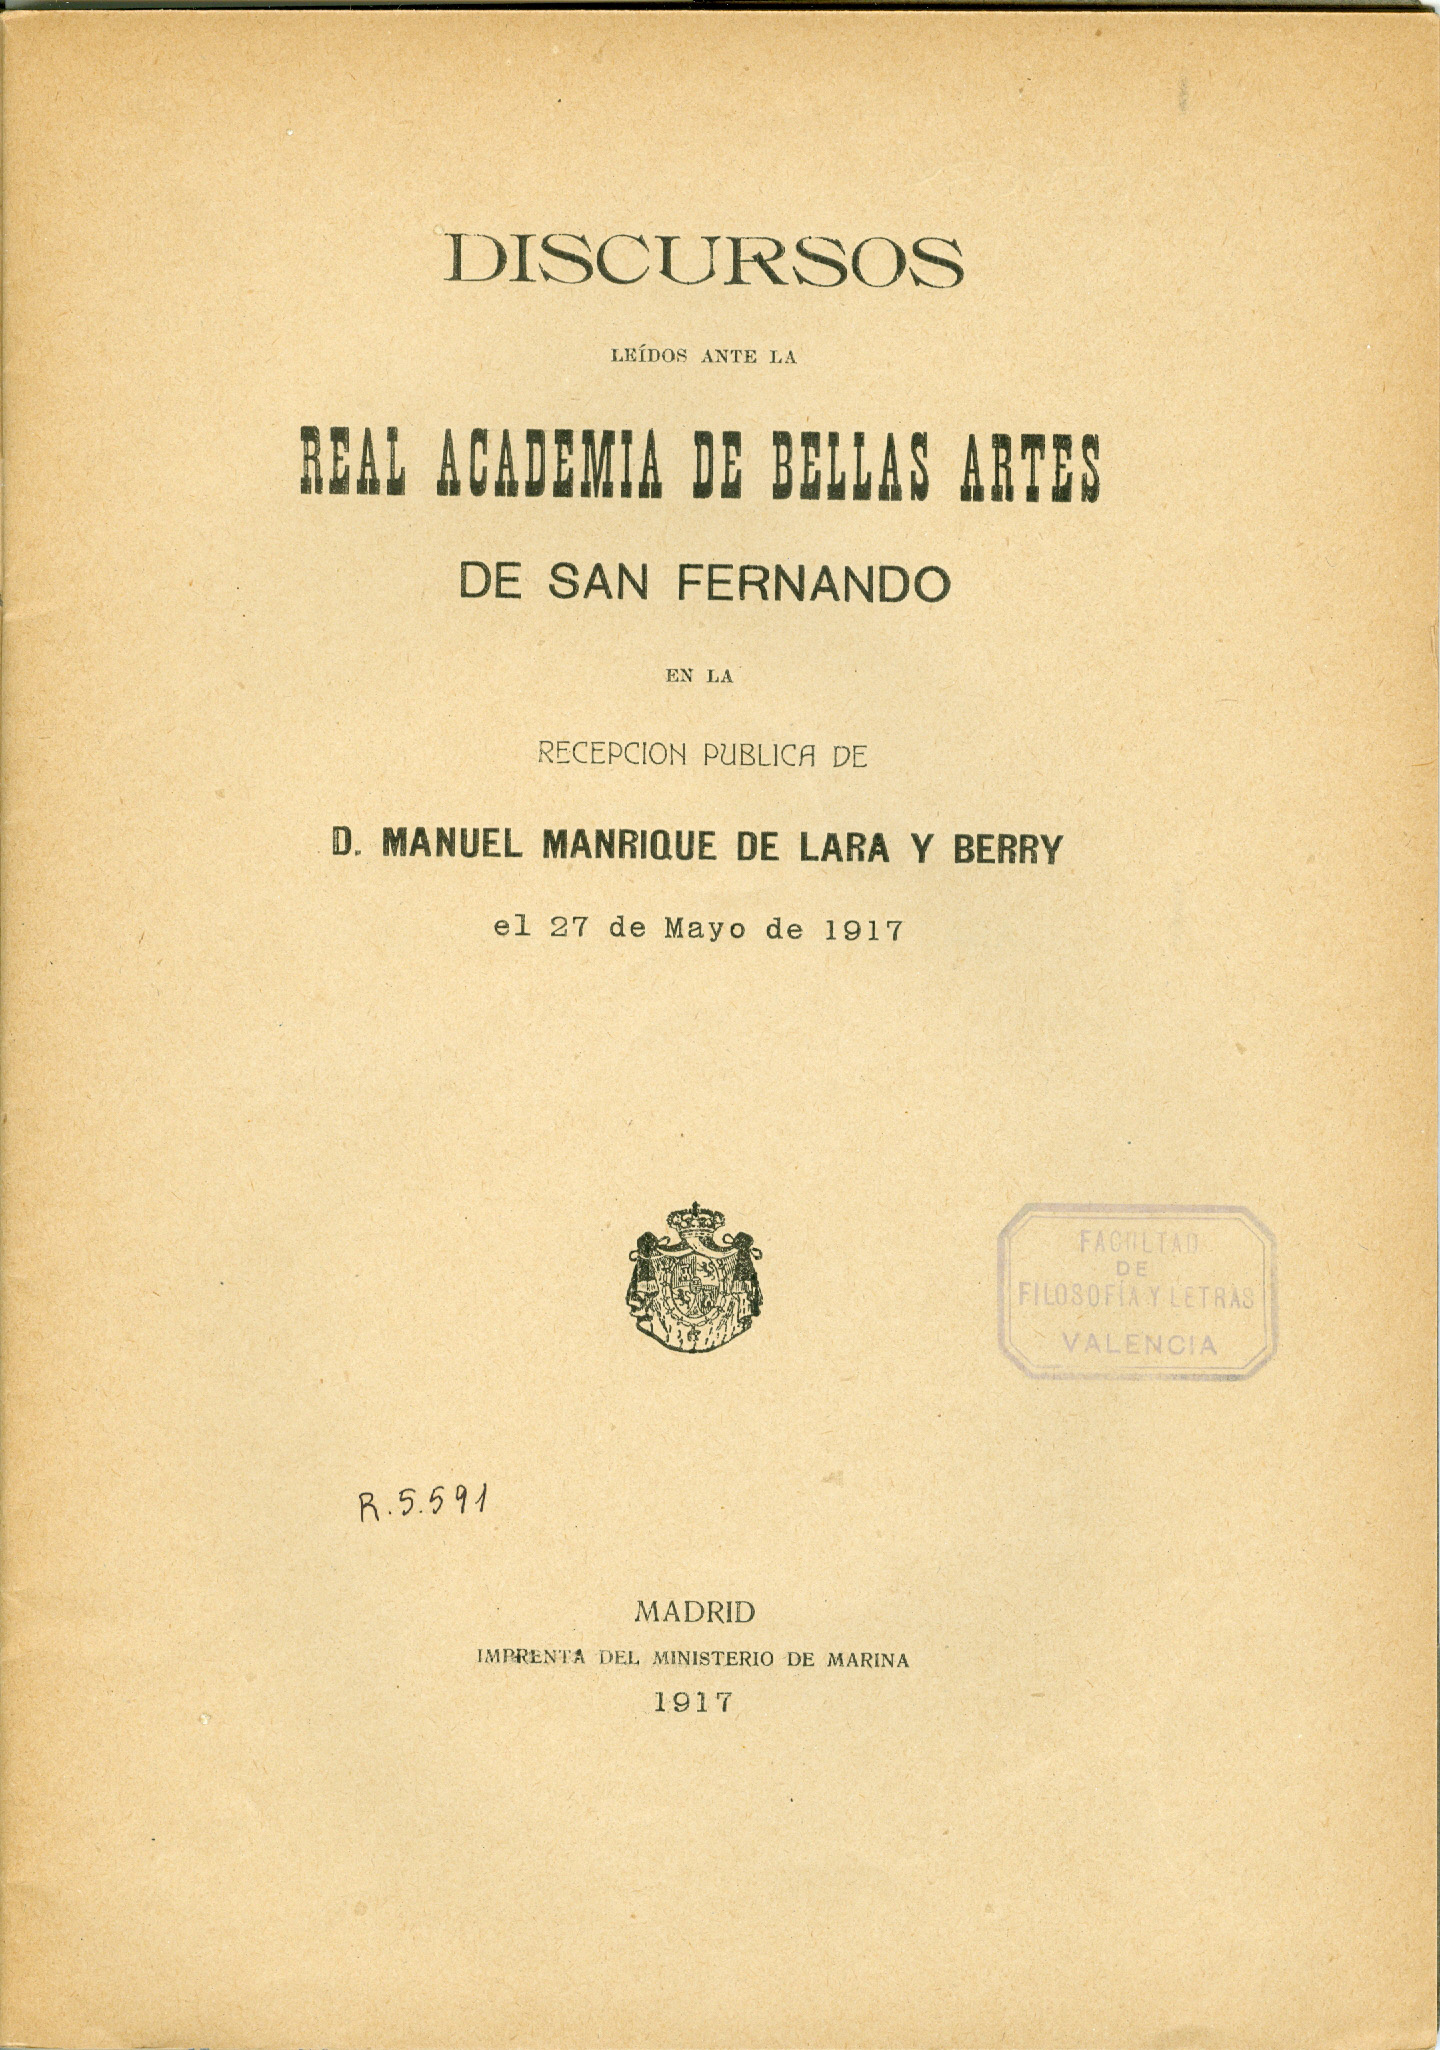 DISCURSOS
LEÍDOS ANTE LA
REAL ACADEMIA DE BELLAS ARTES
DE SAN FERNANDO
EN LA
RECEPCION PUBLICA DE
D. MANUEL MANRIQUE DE LARA Y BERRY
el 27 de Mayo de 1917
FACULTAD
DE
FILOSOFÍA Y LETRAS
VALENCIA
R.5.591
MADRID
IMPRENTA DEL MINISTERIO DE MARINA
1917